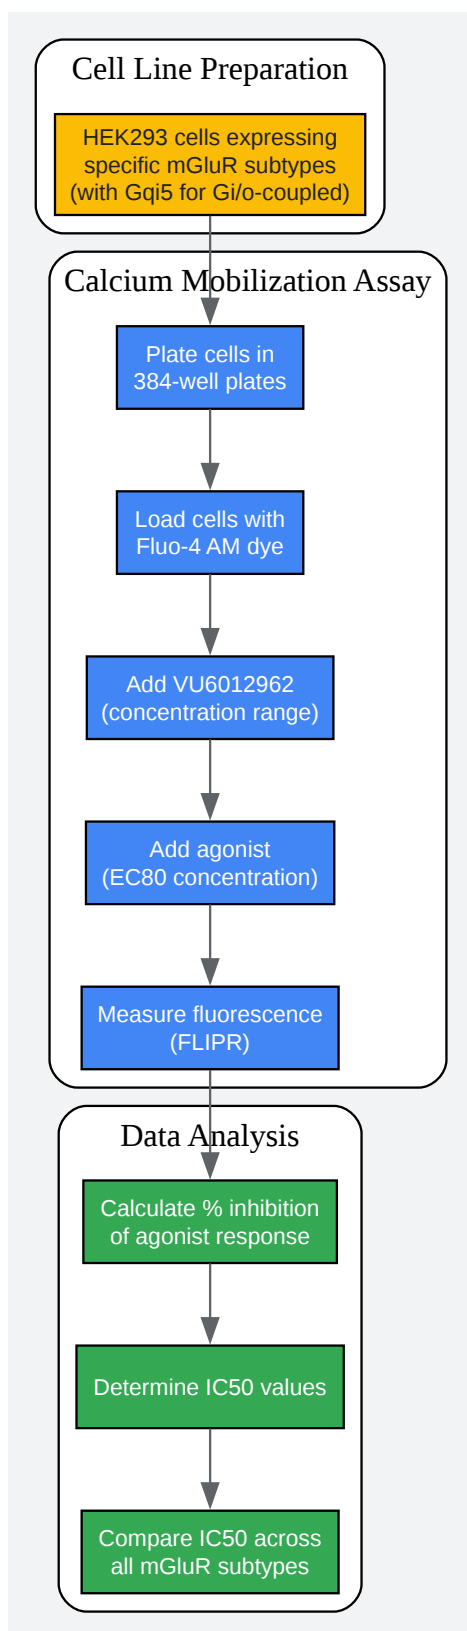 Cell Line Preparation
HEK293 cells expressing
specific mGluR subtypes
(with Gqi5 for Gi/o-coupled)
Calcium Mobilization Assay
Plate cells in
384-well plates
Load cells with
Fluo-4 AM dye
Add VU6012962
(concentration range)
Add agonist
(EC80 concentration)
Measure fluorescence
(FLIPR)
Data Analysis
Calculate % inhibition
of agonist response
Determine IC50 values
Compare IC50 across
all mGluR subtypes